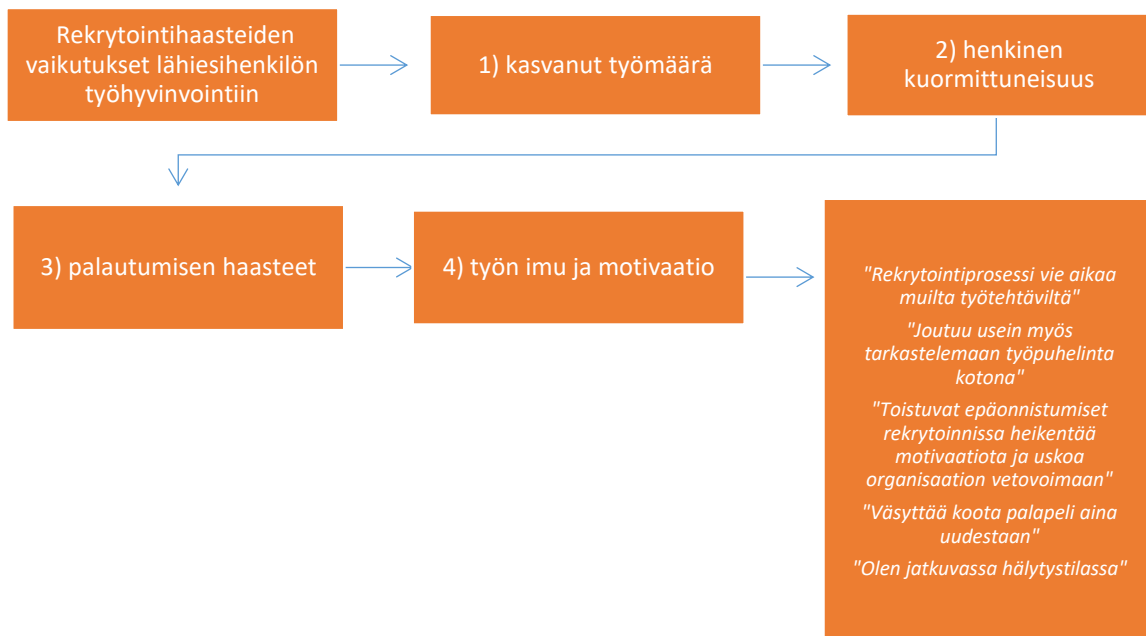 Rekrytointihaasteiden
vaikutukset lähiesihenkilön
työhyvinvointiin
1) kasvanut työmäärä
2) henkinen
kuormittuneisuus
3) palautumisen haasteet
4) työn imu ja motivaatio
"Rekrytointiprosessi vie aikaa
muilta työtehtäviltä"
"Joutuu usein myös
tarkastelemaan työpuhelinta
kotona"
"Toistuvat epäonnistumiset
rekrytoinnissa heikentää
motivaatiota ja uskoa
organisaation vetovoimaan"
"Väsyttää koota palapeli aina
uudestaan"
"Olen jatkuvassa hälytystilassa"